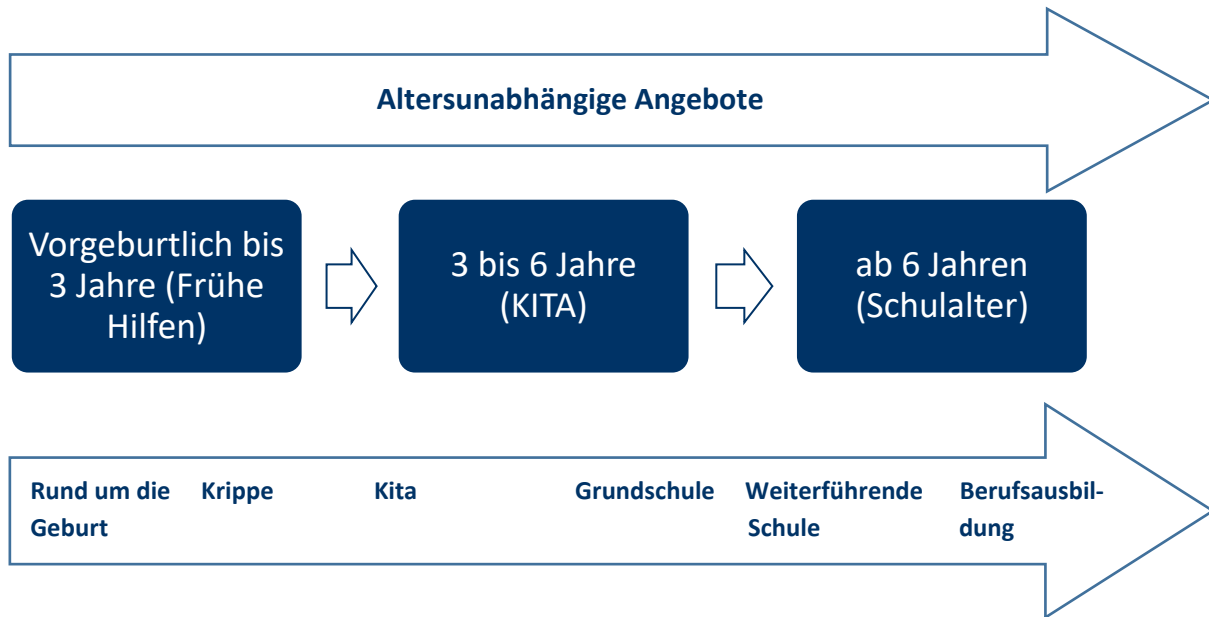 Altersunabhängige Angebote
Vorgeburtlich bis
3 Jahre (Frühe
Hilfen)
3 bis 6 Jahre
(KITA)
ab 6 Jahren
(Schulalter)
Rund um die
Geburt
Krippe
Kita
Grundschule
Weiterführende
Schule
Berufsausbil-
dung